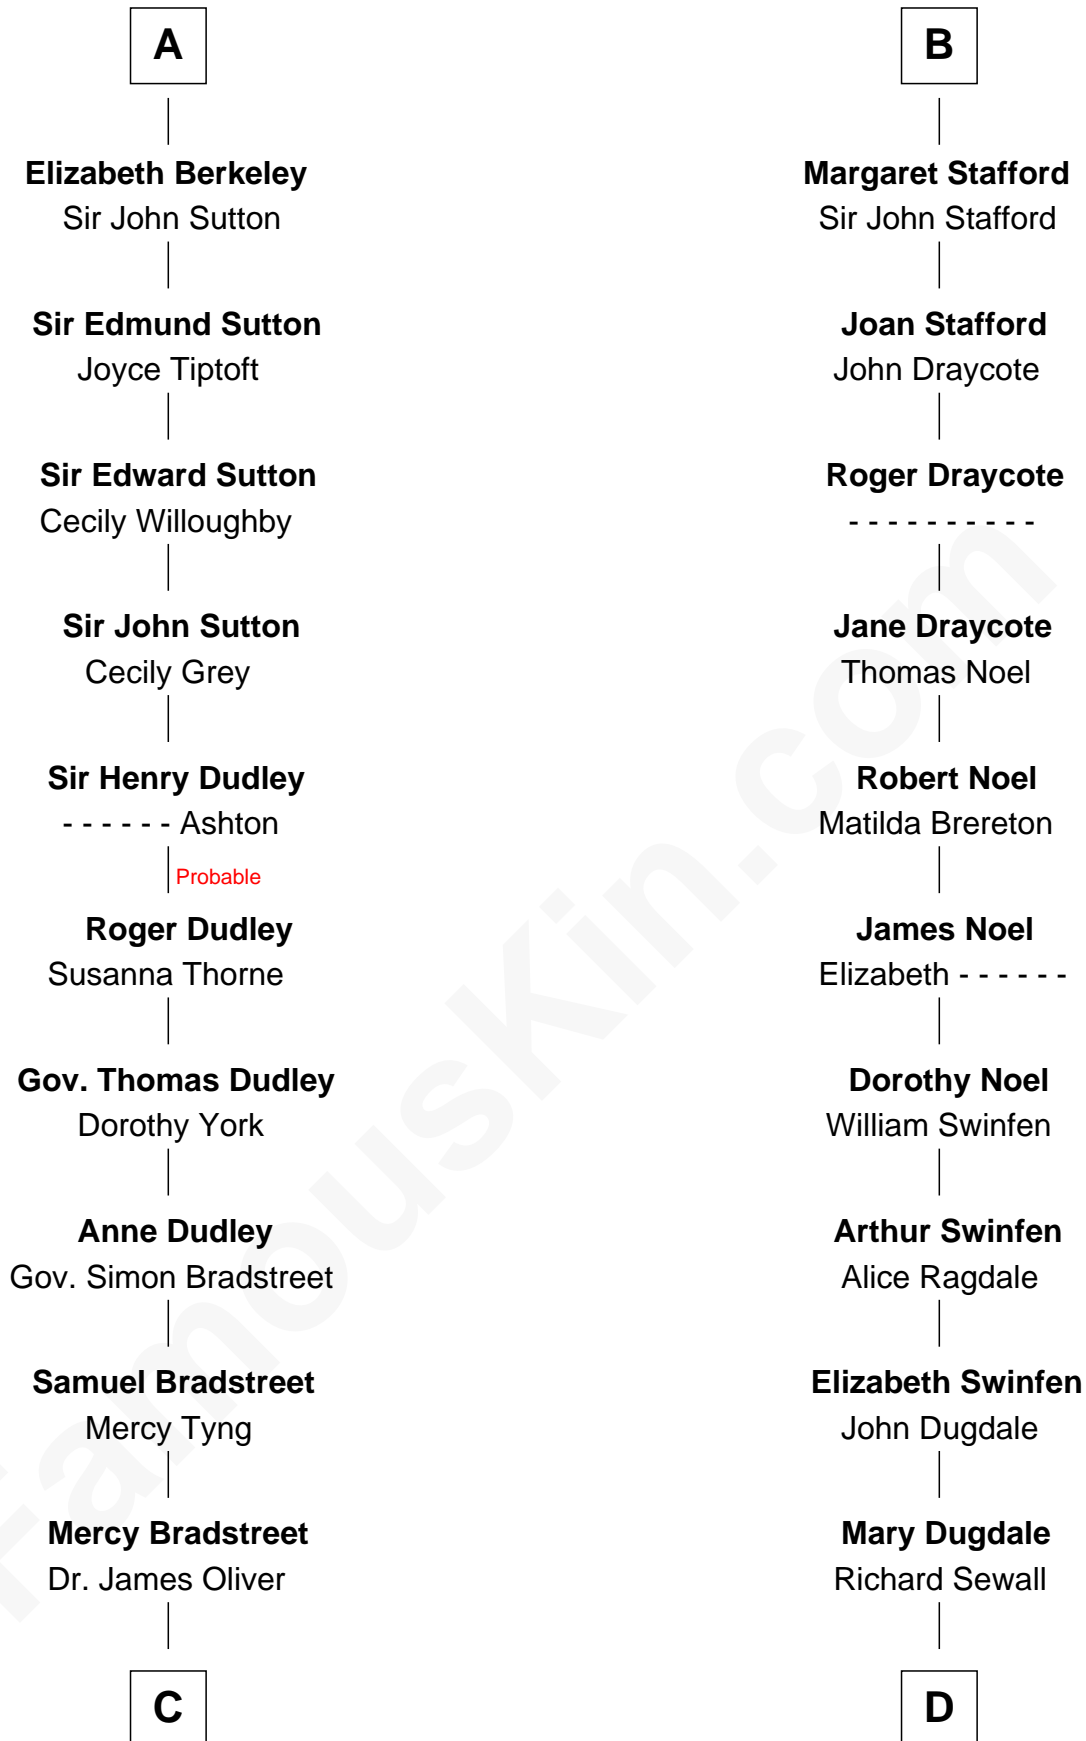 A
Elizabeth Berkeley
Sir John Sutton
Sir Edmund Sutton
Joyce Tiptoft
Sir Edward Sutton
Cecily Willoughby
Sir John Sutton
Cecily Grey
Sir Henry Dudley
- - - - - - Ashton
Probable
Roger Dudley
Susanna Thorne
Gov. Thomas Dudley
Dorothy York
Anne Dudley
Gov. Simon Bradstreet
Samuel Bradstreet
Mercy Tyng
Mercy Bradstreet
Dr. James Oliver
C
B
Margaret Stafford
Sir John Stafford
Joan Stafford
John Draycote
Roger Draycote
- - - - - - - - - -
Jane Draycote
Thomas Noel
Robert Noel
Matilda Brereton
James Noel
Elizabeth - - - - - -
Dorothy Noel
William Swinfen
Arthur Swinfen
Alice Ragdale
Elizabeth Swinfen
John Dugdale
Mary Dugdale
Richard Sewall
D
FamousKin.com